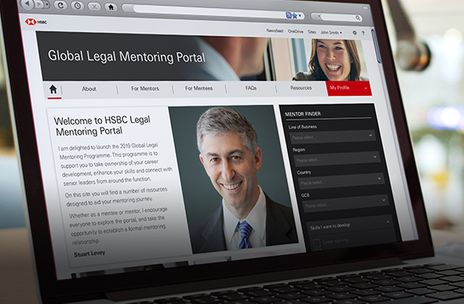 HSBC
Newsfeed OneDrive Sites John Smith
Global Legal Mentoring Portal
About For Mentors For Mentees FAQs Resources My Profile
Welcome to HSBC Legal
Mentoring Portal
I am delighted to launch the 2019 Global
Legal Mentoring Programme. This programme is to
support you to take ownership of your career
development, enhance your skills and connect with
senior leaders from around the function.
On this site you will find a number of resources
designed to aid your mentoring journey.
Whether as a mentee or mentor, I encourage
everyone to explore the portal, and take the
opportunity to establish a formal mentoring
relationship.
Stuart Levey
MENTOR FINDER
Line of Business
Please select
Region
Please select
Country
Please select
GCB
Please select
Skills I want to develop